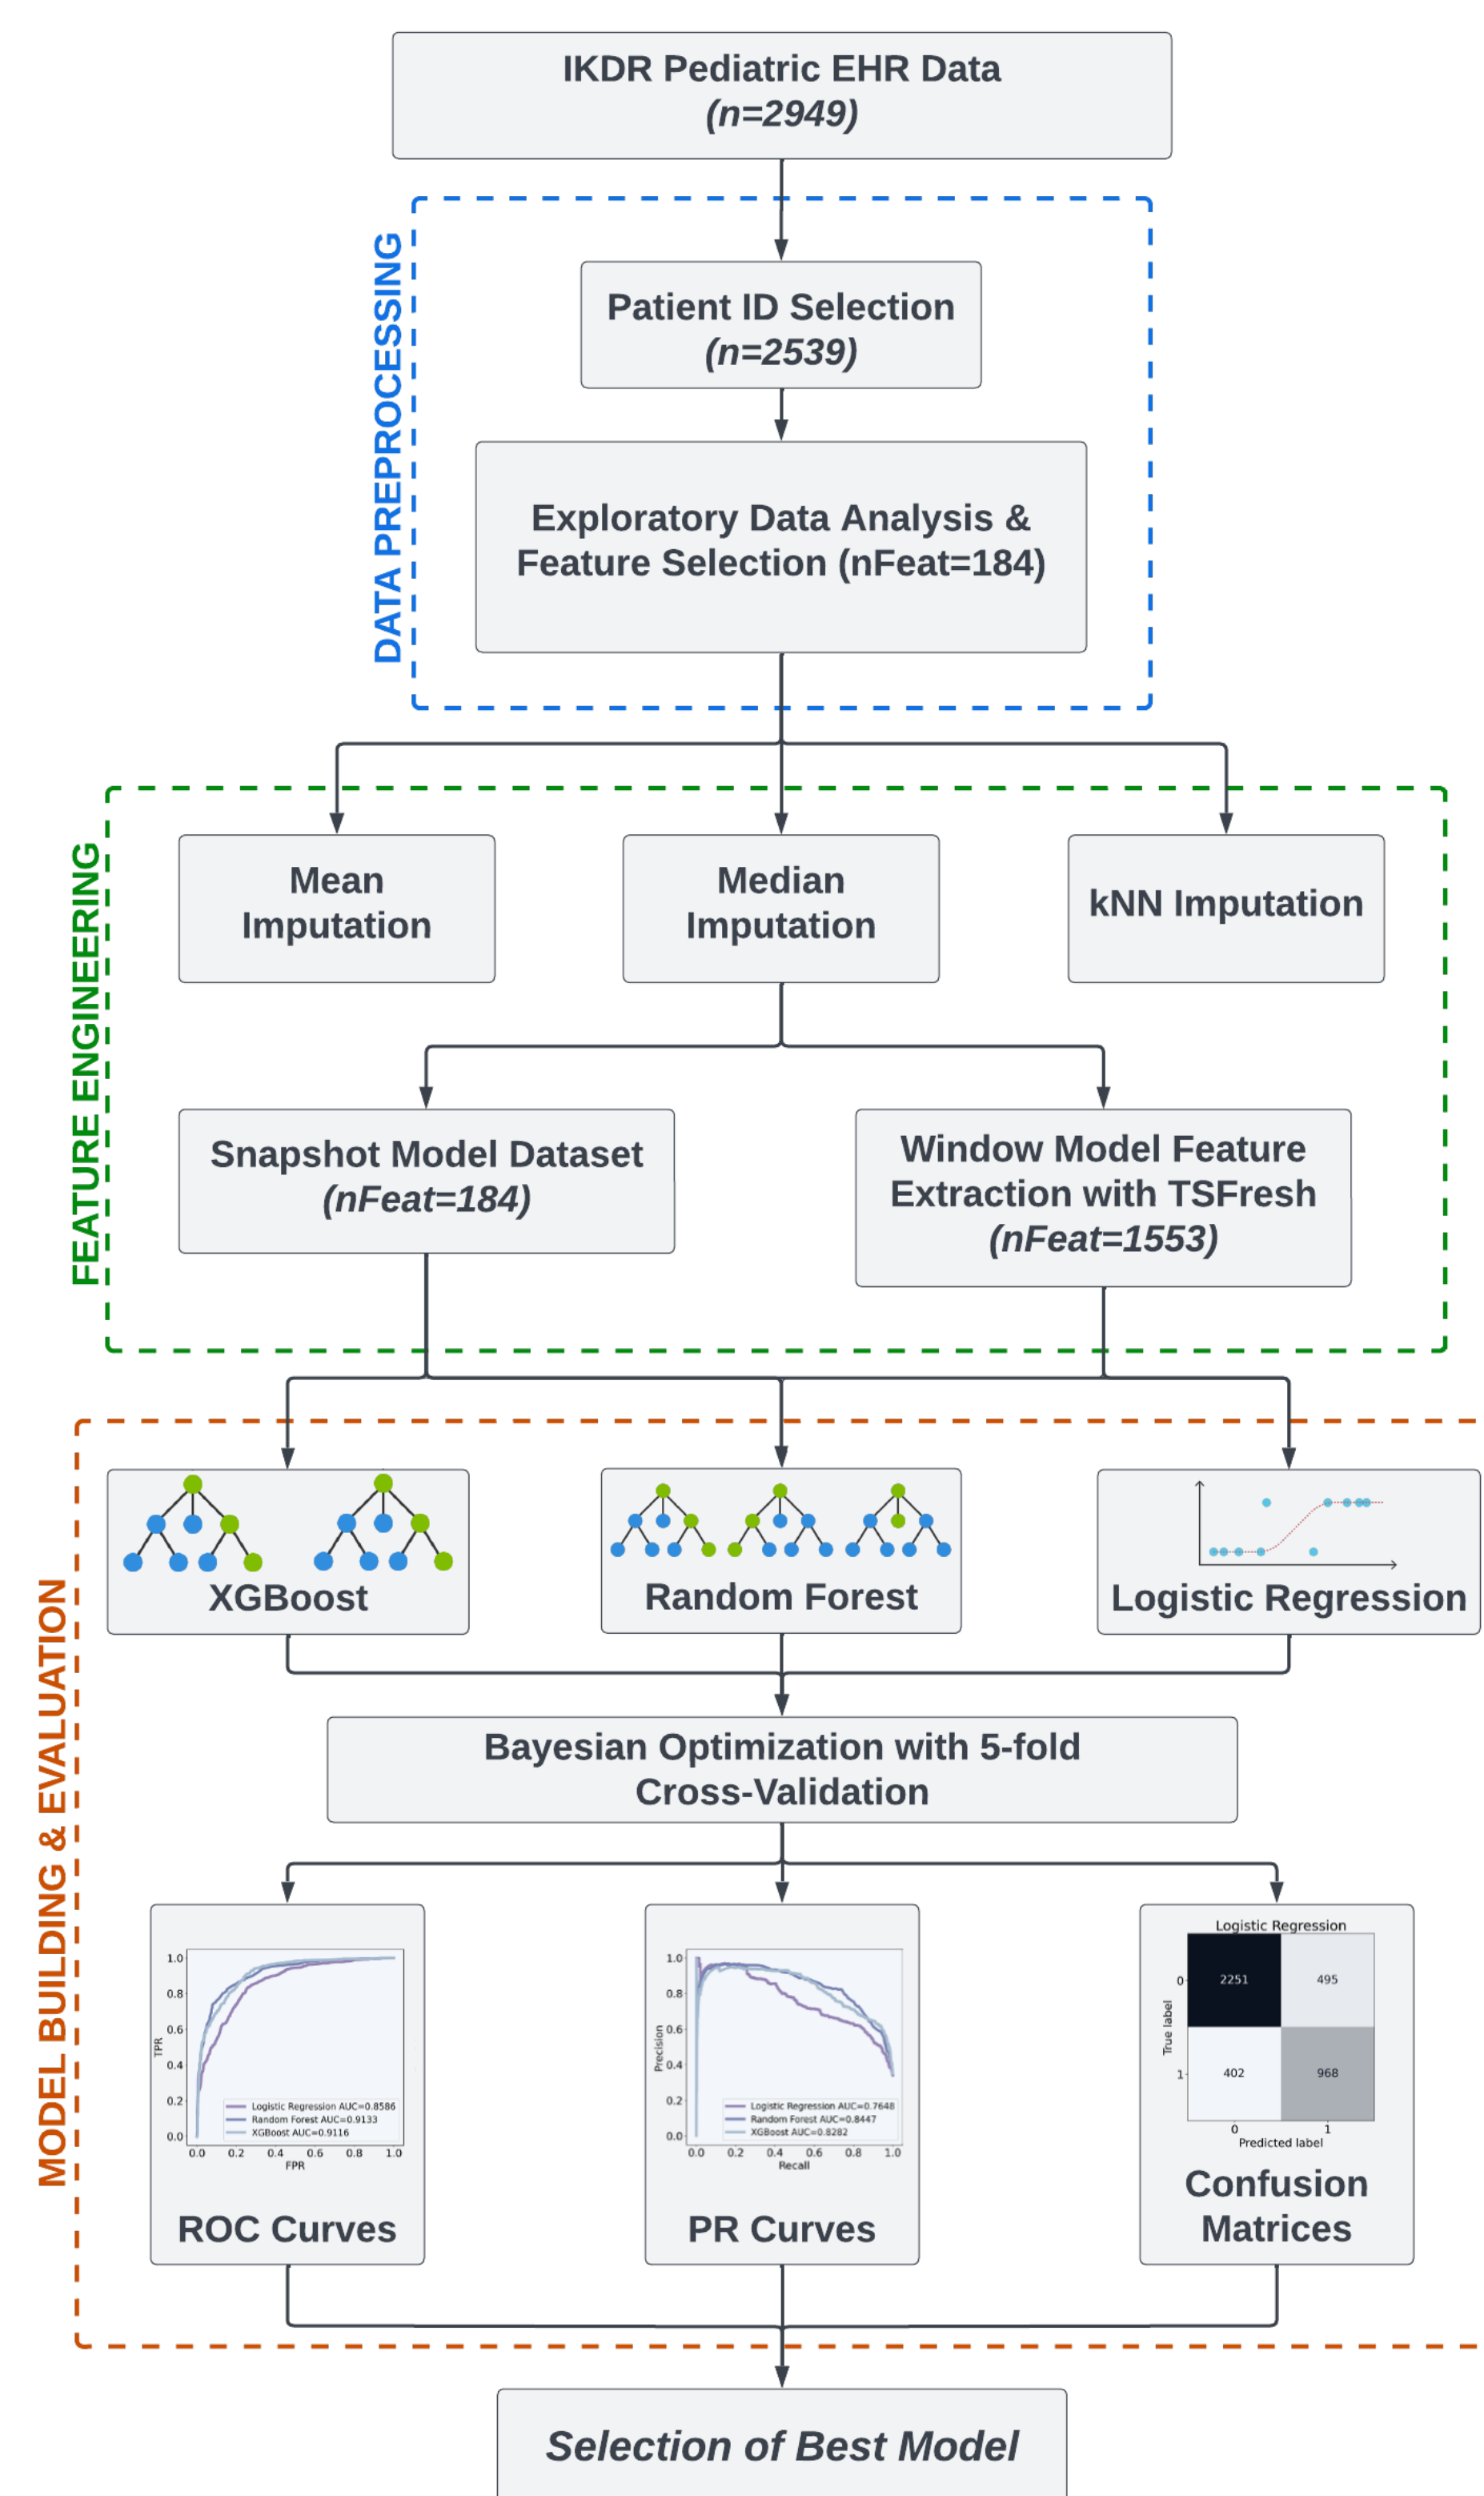 IKDR Pediatric EHR Data
(n=2949)
DATA PREPROCESSING
Patient ID Selection
(n=2539)
Exploratory Data Analysis &
Feature Selection (nFeat=184)
FEATURE ENGINEERING
Mean
Imputation
Median
Imputation
kNN Imputation
Snapshot Model Dataset
(nFeat=184)
Window Model Feature
Extraction with TSFresh
(nFeat=1553)
MODEL BUILDING & EVALUATION
XGBoost
Random Forest
Logistic Regression
Bayesian Optimization with 5-fold
Cross-Validation
1.0
0.8
0.6
0.4
0.2
0.0
TPR
Logistic Regression AUC=0.8586
Random Forest AUC=0.9133
XGBoost AUC=0.9116
0.0 0.2 0.4 0.6 0.8 1.0
FPR
ROC Curves
1.0
0.8
0.6
0.4
0.2
0.0
Precision
Logistic Regression AUC=0.7648
Random Forest AUC=0.8447
XGBoost AUC=0.8282
0.0 0.2 0.4 0.6 0.8 1.0
Recall
PR Curves
Logistic Regression
0 2251 495
True label
1 402 968
0 1
Predicted label
Confusion
Matrices
Selection of Best Model